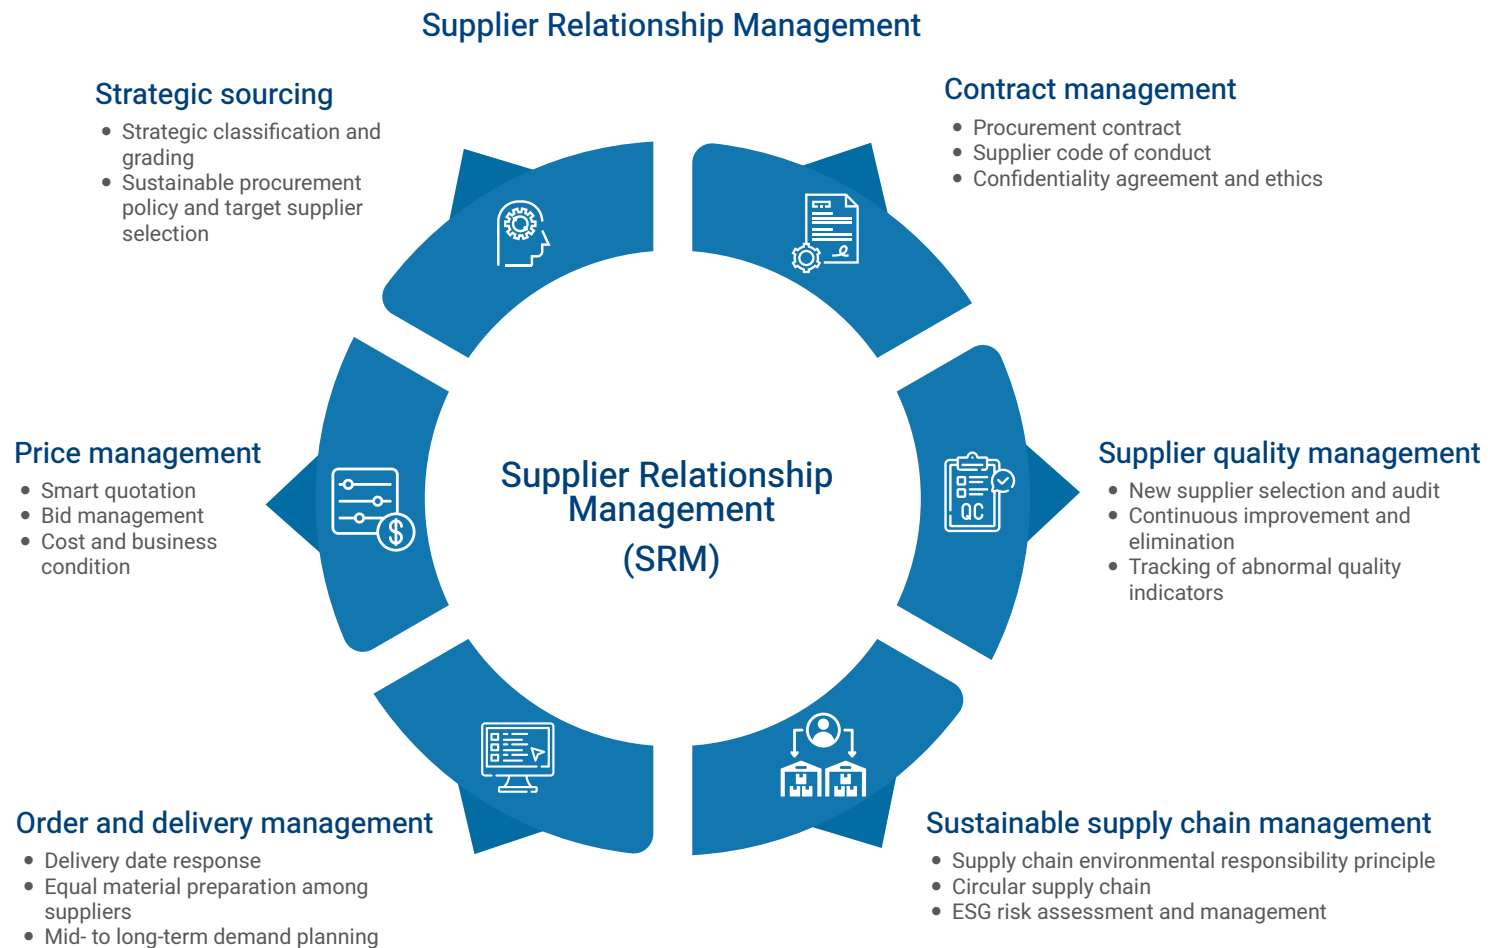 Supplier Relationship Management
Strategic sourcing
• Strategic classification and
grading
• Sustainable procurement
policy and target supplier
selection
Contract management
• Procurement contract
• Supplier code of conduct
• Confidentiality agreement and ethics
Price management
• Smart quotation
• Bid management
• Cost and business
condition
$
Supplier Relationship
Management
(SRM)
QC
Supplier quality management
• New supplier selection and audit
• Continuous improvement and
elimination
• Tracking of abnormal quality
indicators
Order and delivery management
• Delivery date response
• Equal material preparation among
suppliers
• Mid- to long-term demand planning
Sustainable supply chain management
• Supply chain environmental responsibility principle
• Circular supply chain
• ESG risk assessment and management